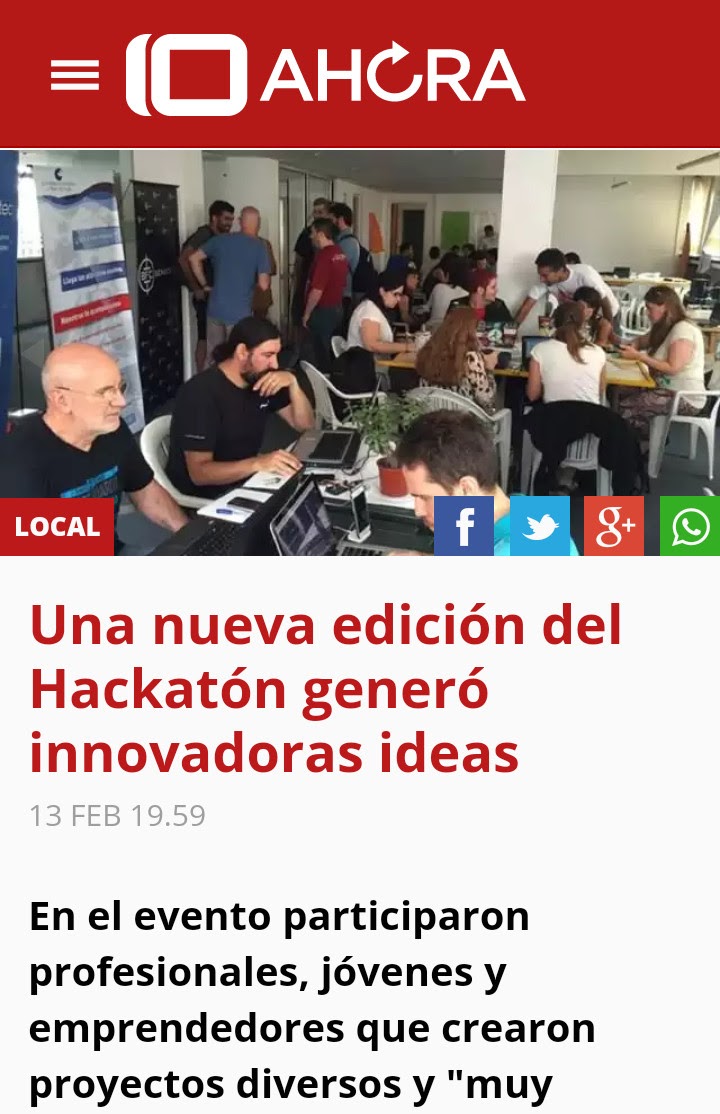 AHORA
LOCAL
f
g+
Una nueva edición del
Hackatón generó
innovadoras ideas
13 FEB 19.59
En el evento participaron
profesionales, jóvenes y
emprendedores que crearon
proyectos diversos y "muy